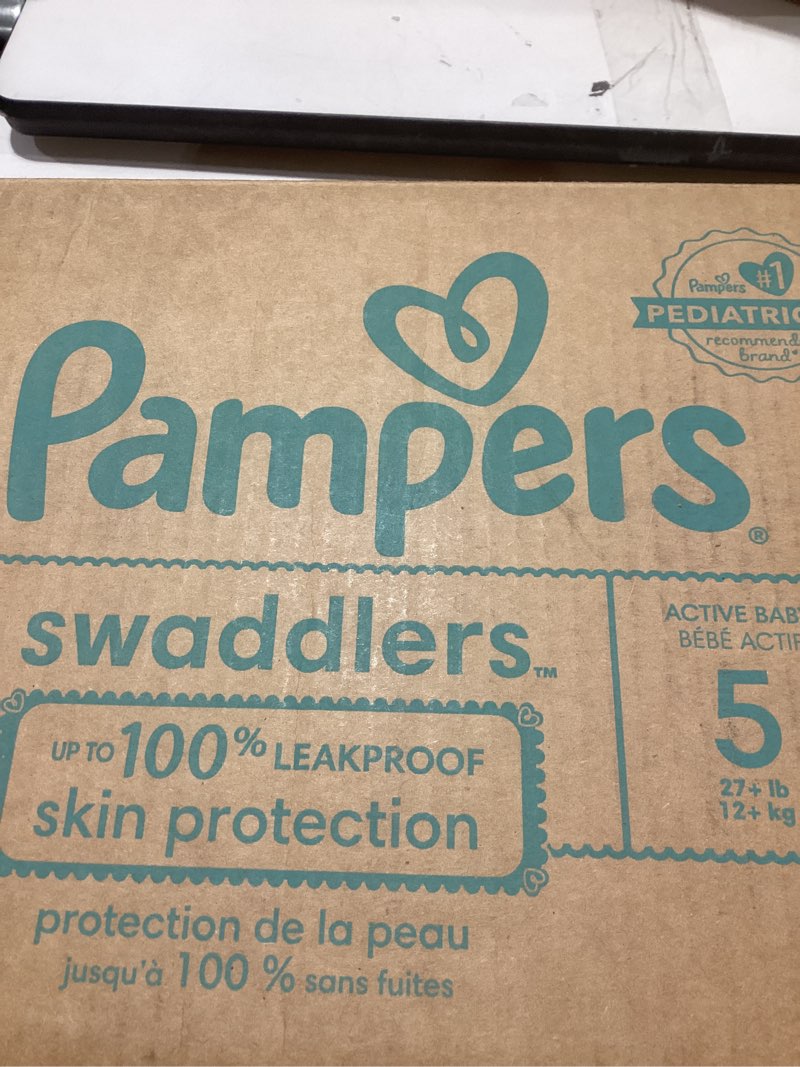 Pampers #1
PEDIATRIC
recommend
brand*
Pampers®
swaddlers™
ACTIVE BABY
BÉBÉ ACTIF
5
27+ lb
12+ kg
UP TO 100% LEAKPROOF
skin protection
protection de la peau
jusqu'à 100 % sans fuites